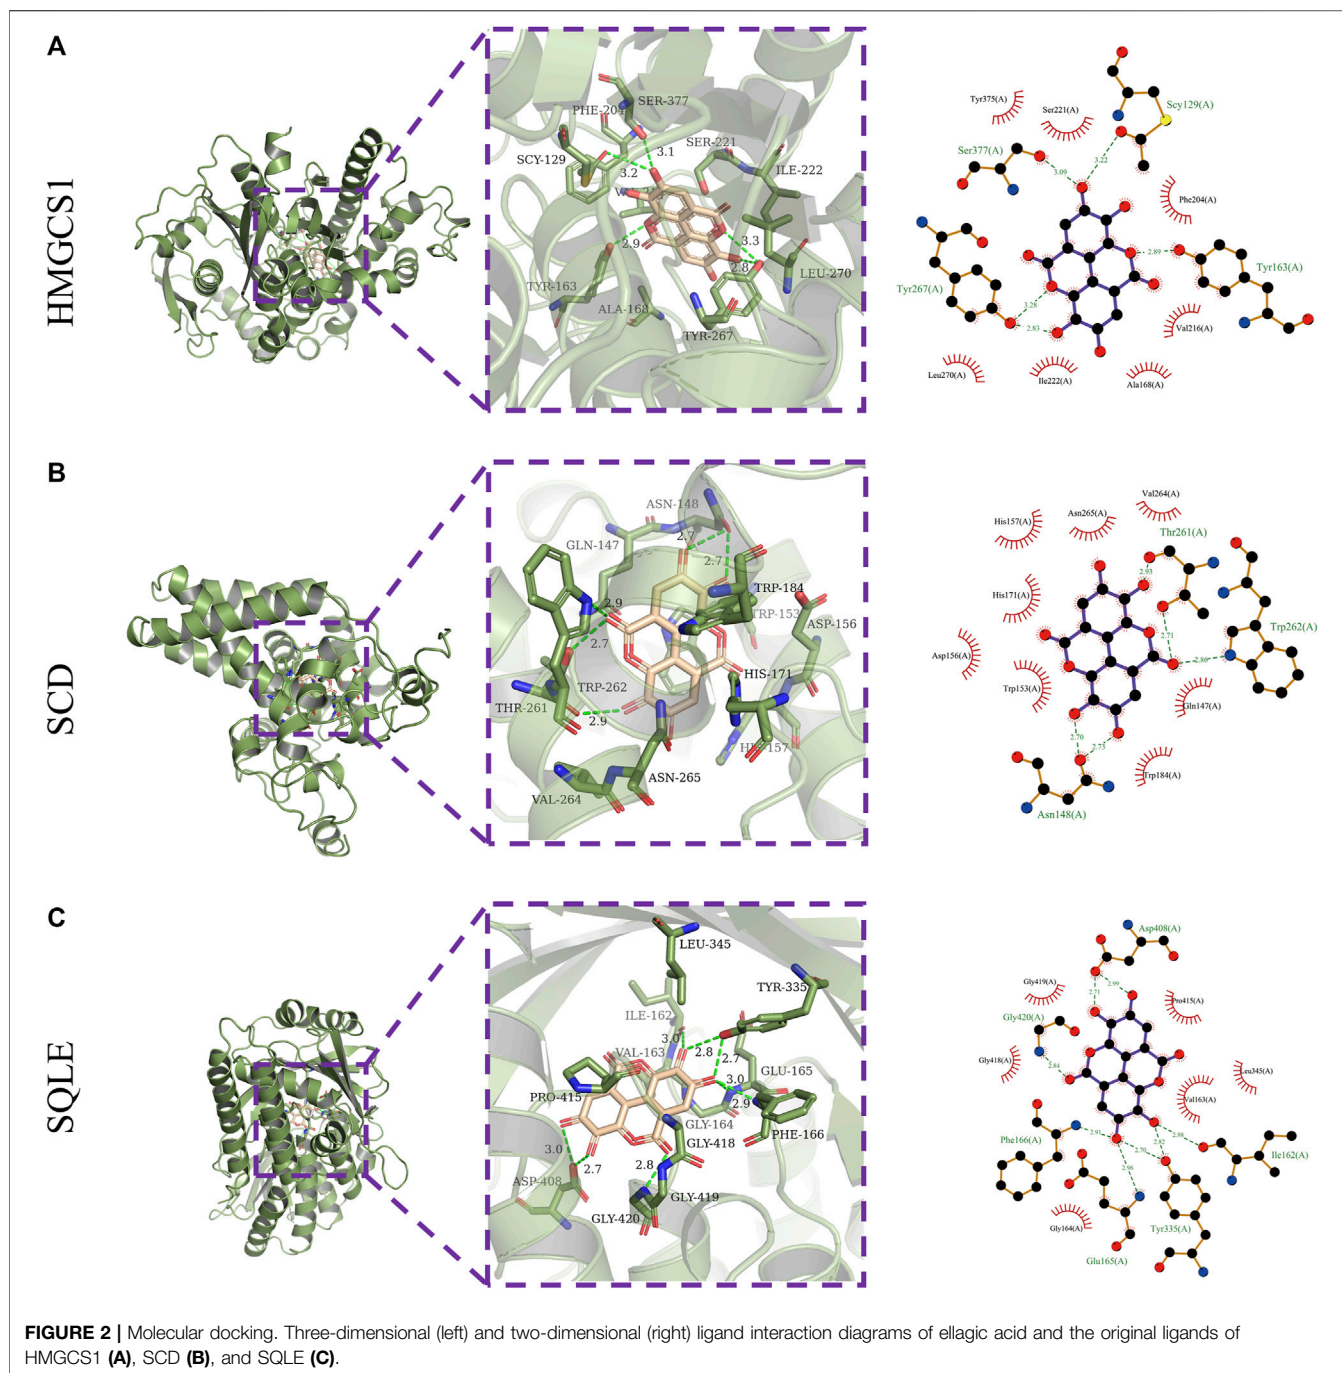 A
HMGCS1
SER-377
PHE-204
3.1
SER-221
SCY-129
3.2
ILE-222
2.9
3.3
2.8
LEU-270
TYR-163
ALA-168
TYR-267
Tyr375(A)
Ser221(A)
Scy129(A)
Ser377(A)
3.09
3.22
Phe204(A)
2.89
Tyr163(A)
Tyr267(A)
3.28
2.83
Val216(A)
Leu270(A)
Ile222(A)
Ala168(A)
B
SCD
ASN-148
2.7
GLN-147
2.7
TRP-184
2.9
TRP-153
ASP-156
2.7
TRP-262
HIS-171
THR-261
2.9
ASN-265
VAL-264
Val264(A)
His157(A)
Asn265(A)
Thr261(A)
2.93
His171(A)
Trp262(A)
2.71
Asp156(A)
Trp153(A)
Gln147(A)
2.70
2.73
Trp184(A)
Asn148(A)
C
SQLE
LEU-345
TYR-335
ILE-162
3.0
2.8
2.7
VAL-163
GLU-165
3.0
PRO-415
2.9
GLY-164
PHE-166
GLY-418
3.0
2.7
2.8
ASP-408
GLY-419
GLY-420
Asp408(A)
Gly419(A)
2.71
2.99
Pro415(A)
Gly420(A)
Gly418(A)
2.84
Leu345(A)
Val163(A)
Phe166(A)
2.91
2.70
2.82
2.98
Ile162(A)
2.96
Gly164(A)
Tyr335(A)
Glu165(A)
FIGURE 2 | Molecular docking. Three-dimensional (left) and two-dimensional (right) ligand interaction diagrams of ellagic acid and the original ligands of
HMGCS1 (A), SCD (B), and SQLE (C).